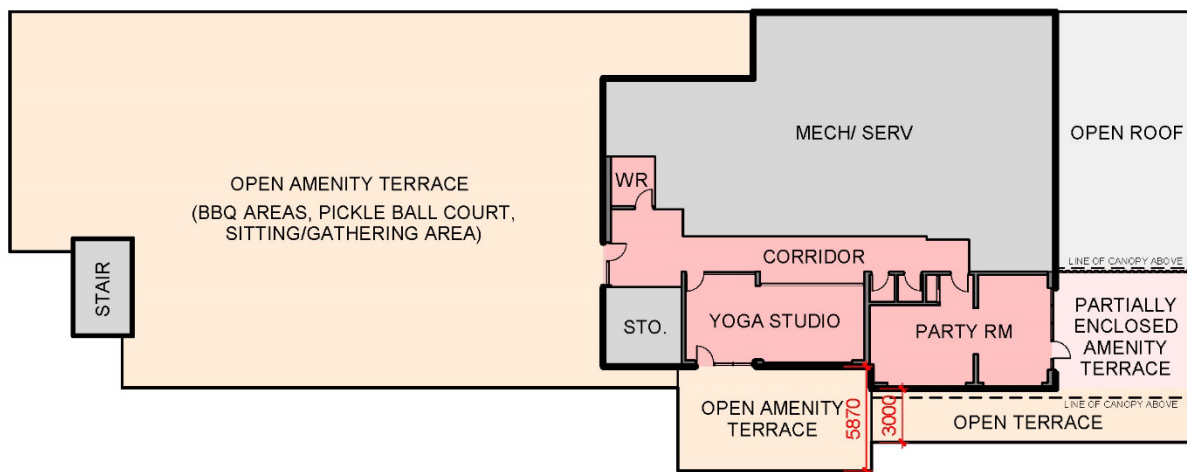 MECH/ SERV
OPEN ROOF
OPEN AMENITY TERRACE
(BBQ AREAS, PICKLE BALL COURT,
SITTING/GATHERING AREA)
WR
CORRIDOR
LINE OF CANOPY ABOVE
STAIR
STO.
YOGA STUDIO
PARTY RM
PARTIALLY
ENCLOSED
AMENITY
TERRACE
OPEN AMENITY
TERRACE
5870
3000
LINE OF CANOPY ABOVE
OPEN TERRACE